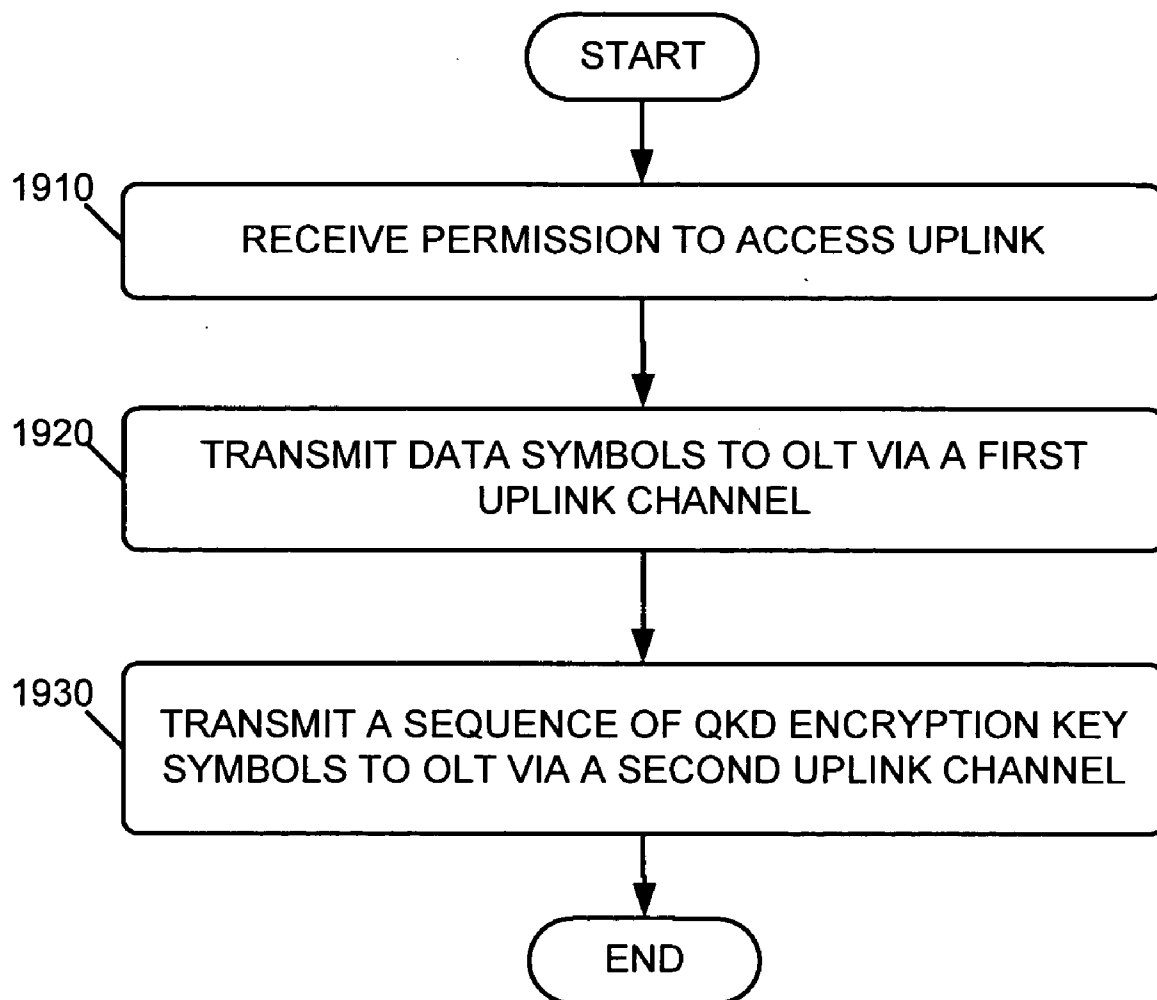 START
1910
RECEIVE PERMISSION TO ACCESS UPLINK
1920
TRANSMIT DATA SYMBOLS TO OLT VIA A FIRST
UPLINK CHANNEL
1930
TRANSMIT A SEQUENCE OF QKD ENCRYPTION KEY
SYMBOLS TO OLT VIA A SECOND UPLINK CHANNEL
END